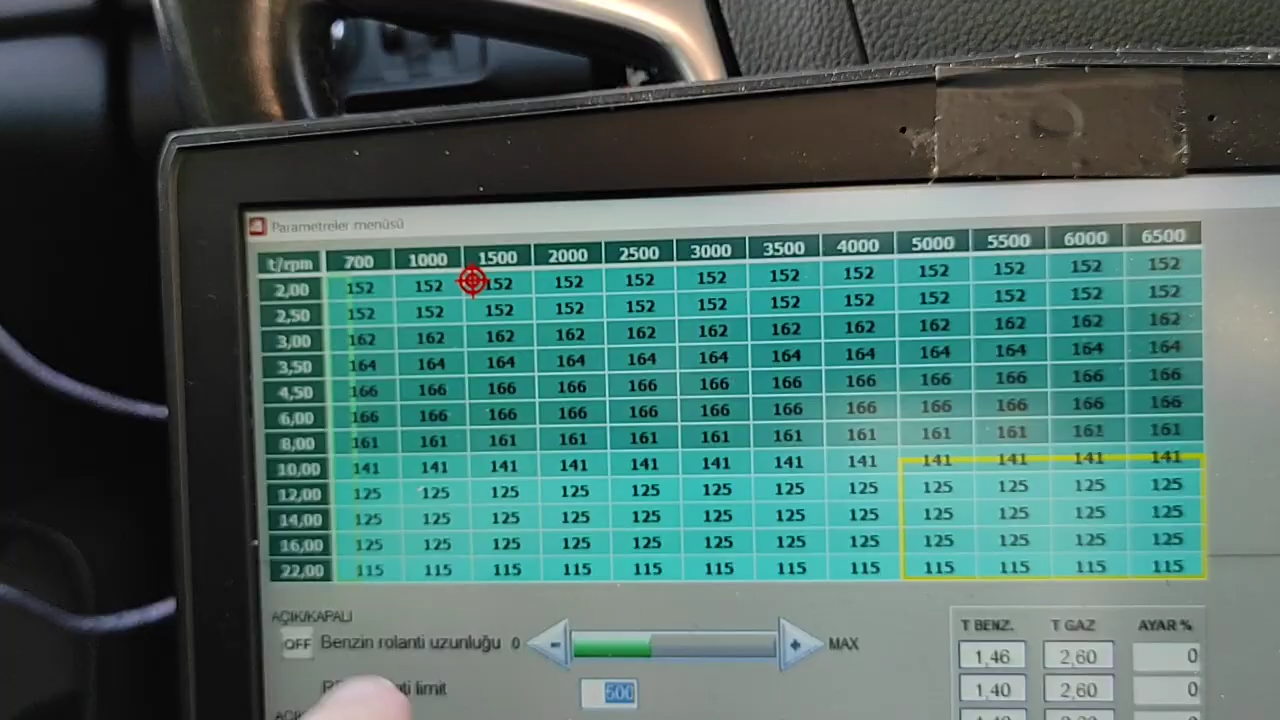 Parametreler menüsü
t/rpm 700 1000 1500 2000 2500 3000 3500 4000 5000 5500 6000 6500
2,00 152 152 152 152 152 152 152 152 152 152 152 152
2,50 152 152 152 152 152 152 152 152 152 152 152 152
3,00 162 162 162 162 162 162 162 162 162 162 162 162
3,50 164 164 164 164 164 164 164 164 164 164 164 164
4,50 166 166 166 166 166 166 166 166 166 166 166 166
6,00 166 166 166 166 166 166 166 166 166 166 166 166
8,00 161 161 161 161 161 161 161 161 161 161 161 161
10,00 141 141 141 141 141 141 141 141 141 141 141 141
12,00 125 125 125 125 125 125 125 125 125 125 125 125
14,00 125 125 125 125 125 125 125 125 125 125 125 125
16,00 125 125 125 125 125 125 125 125 125 125 125 125
22,00 115 115 115 115 115 115 115 115 115 115 115 115
AÇIK/KAPALI
OFF Benzin rolanti uzunluğu 0 - + MAX
T BENZ. T GAZ AYAR %
1,46 2,60 0
limit 500
1,40 2,60 0